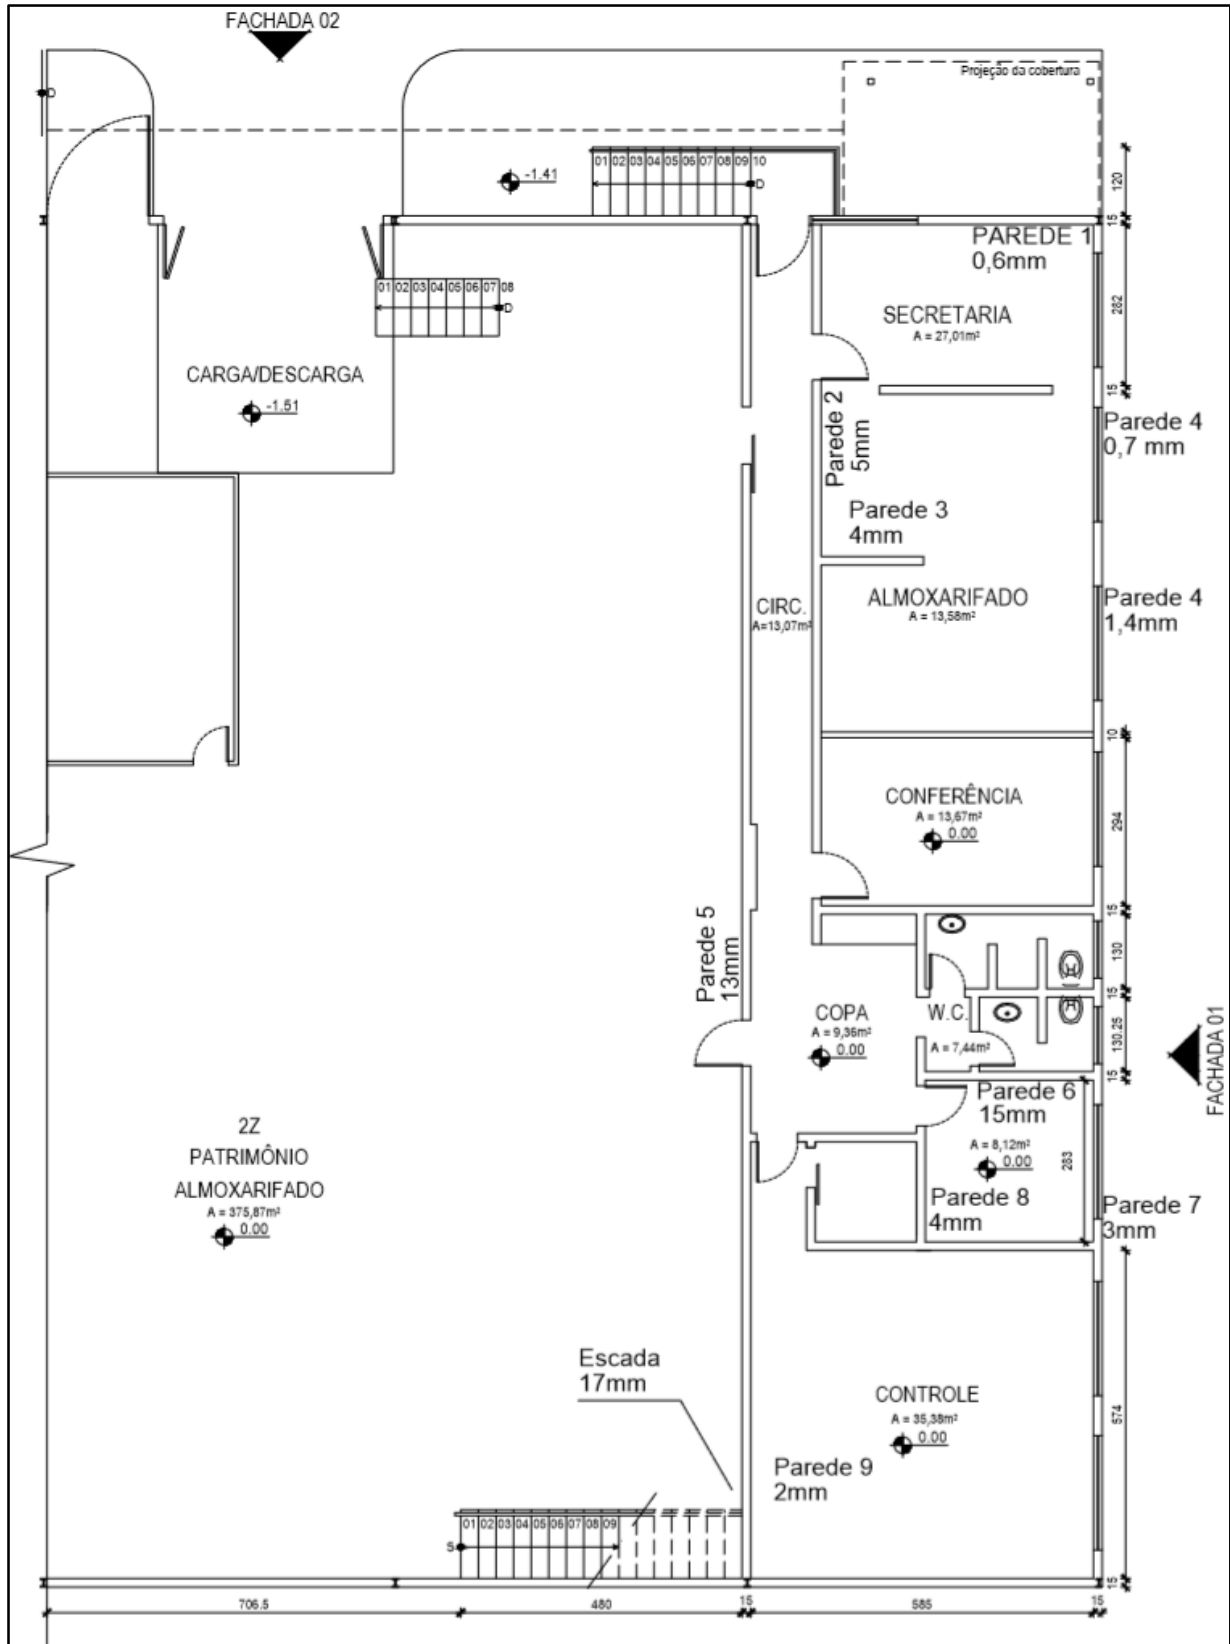 FACHADA 02
Projeção da cobertura
D
01 02 03 04 05 06 07 08 09 10
-1.41
D
120
15
PAREDE 1
0,6mm
01 02 03 04 05 06 07 08
D
SECRETARIA
A = 27,01m²
282
CARGA/DESCARGA
-1.51
15
Parede 2
5mm
Parede 4
0,7 mm
Parede 3
4mm
CIRC.
A=13,07m²
ALMOXARIFADO
A = 13,58m²
Parede 4
1,4mm
10
CONFERÊNCIA
A = 13,67m²
0.00
294
15
Parede 5
13mm
130
15
COPA
A = 9,36m²
0.00
W.C.
A = 7,44m²
130.25
15
FACHADA 01
Parede 6
15mm
A = 8,12m²
0.00
283
2Z
PATRIMÔNIO
ALMOXARIFADO
A = 375,87m²
0.00
Parede 8
4mm
Parede 7
3mm
Escada
17mm
CONTROLE
A = 35,38m²
0.00
574
Parede 9
2mm
01 02 03 04 05 06 07 08 09
S
15
706.5
480
15
585
15